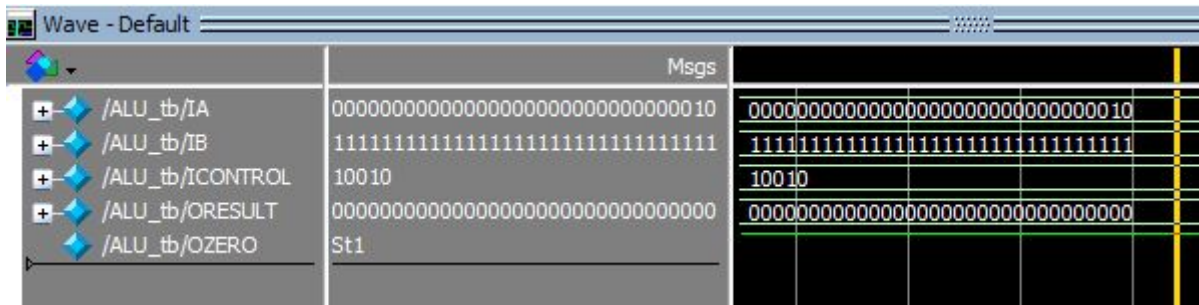 Wave - Default
Msgs
/ALU_tb/IA 00000000000000000000000000000010 00000000000000000000000000000010
/ALU_tb/IB 11111111111111111111111111111111 11111111111111111111111111111111
/ALU_tb/ICONTROL 10010 10010
/ALU_tb/ORESULT 00000000000000000000000000000000 00000000000000000000000000000000
/ALU_tb/OZERO St1